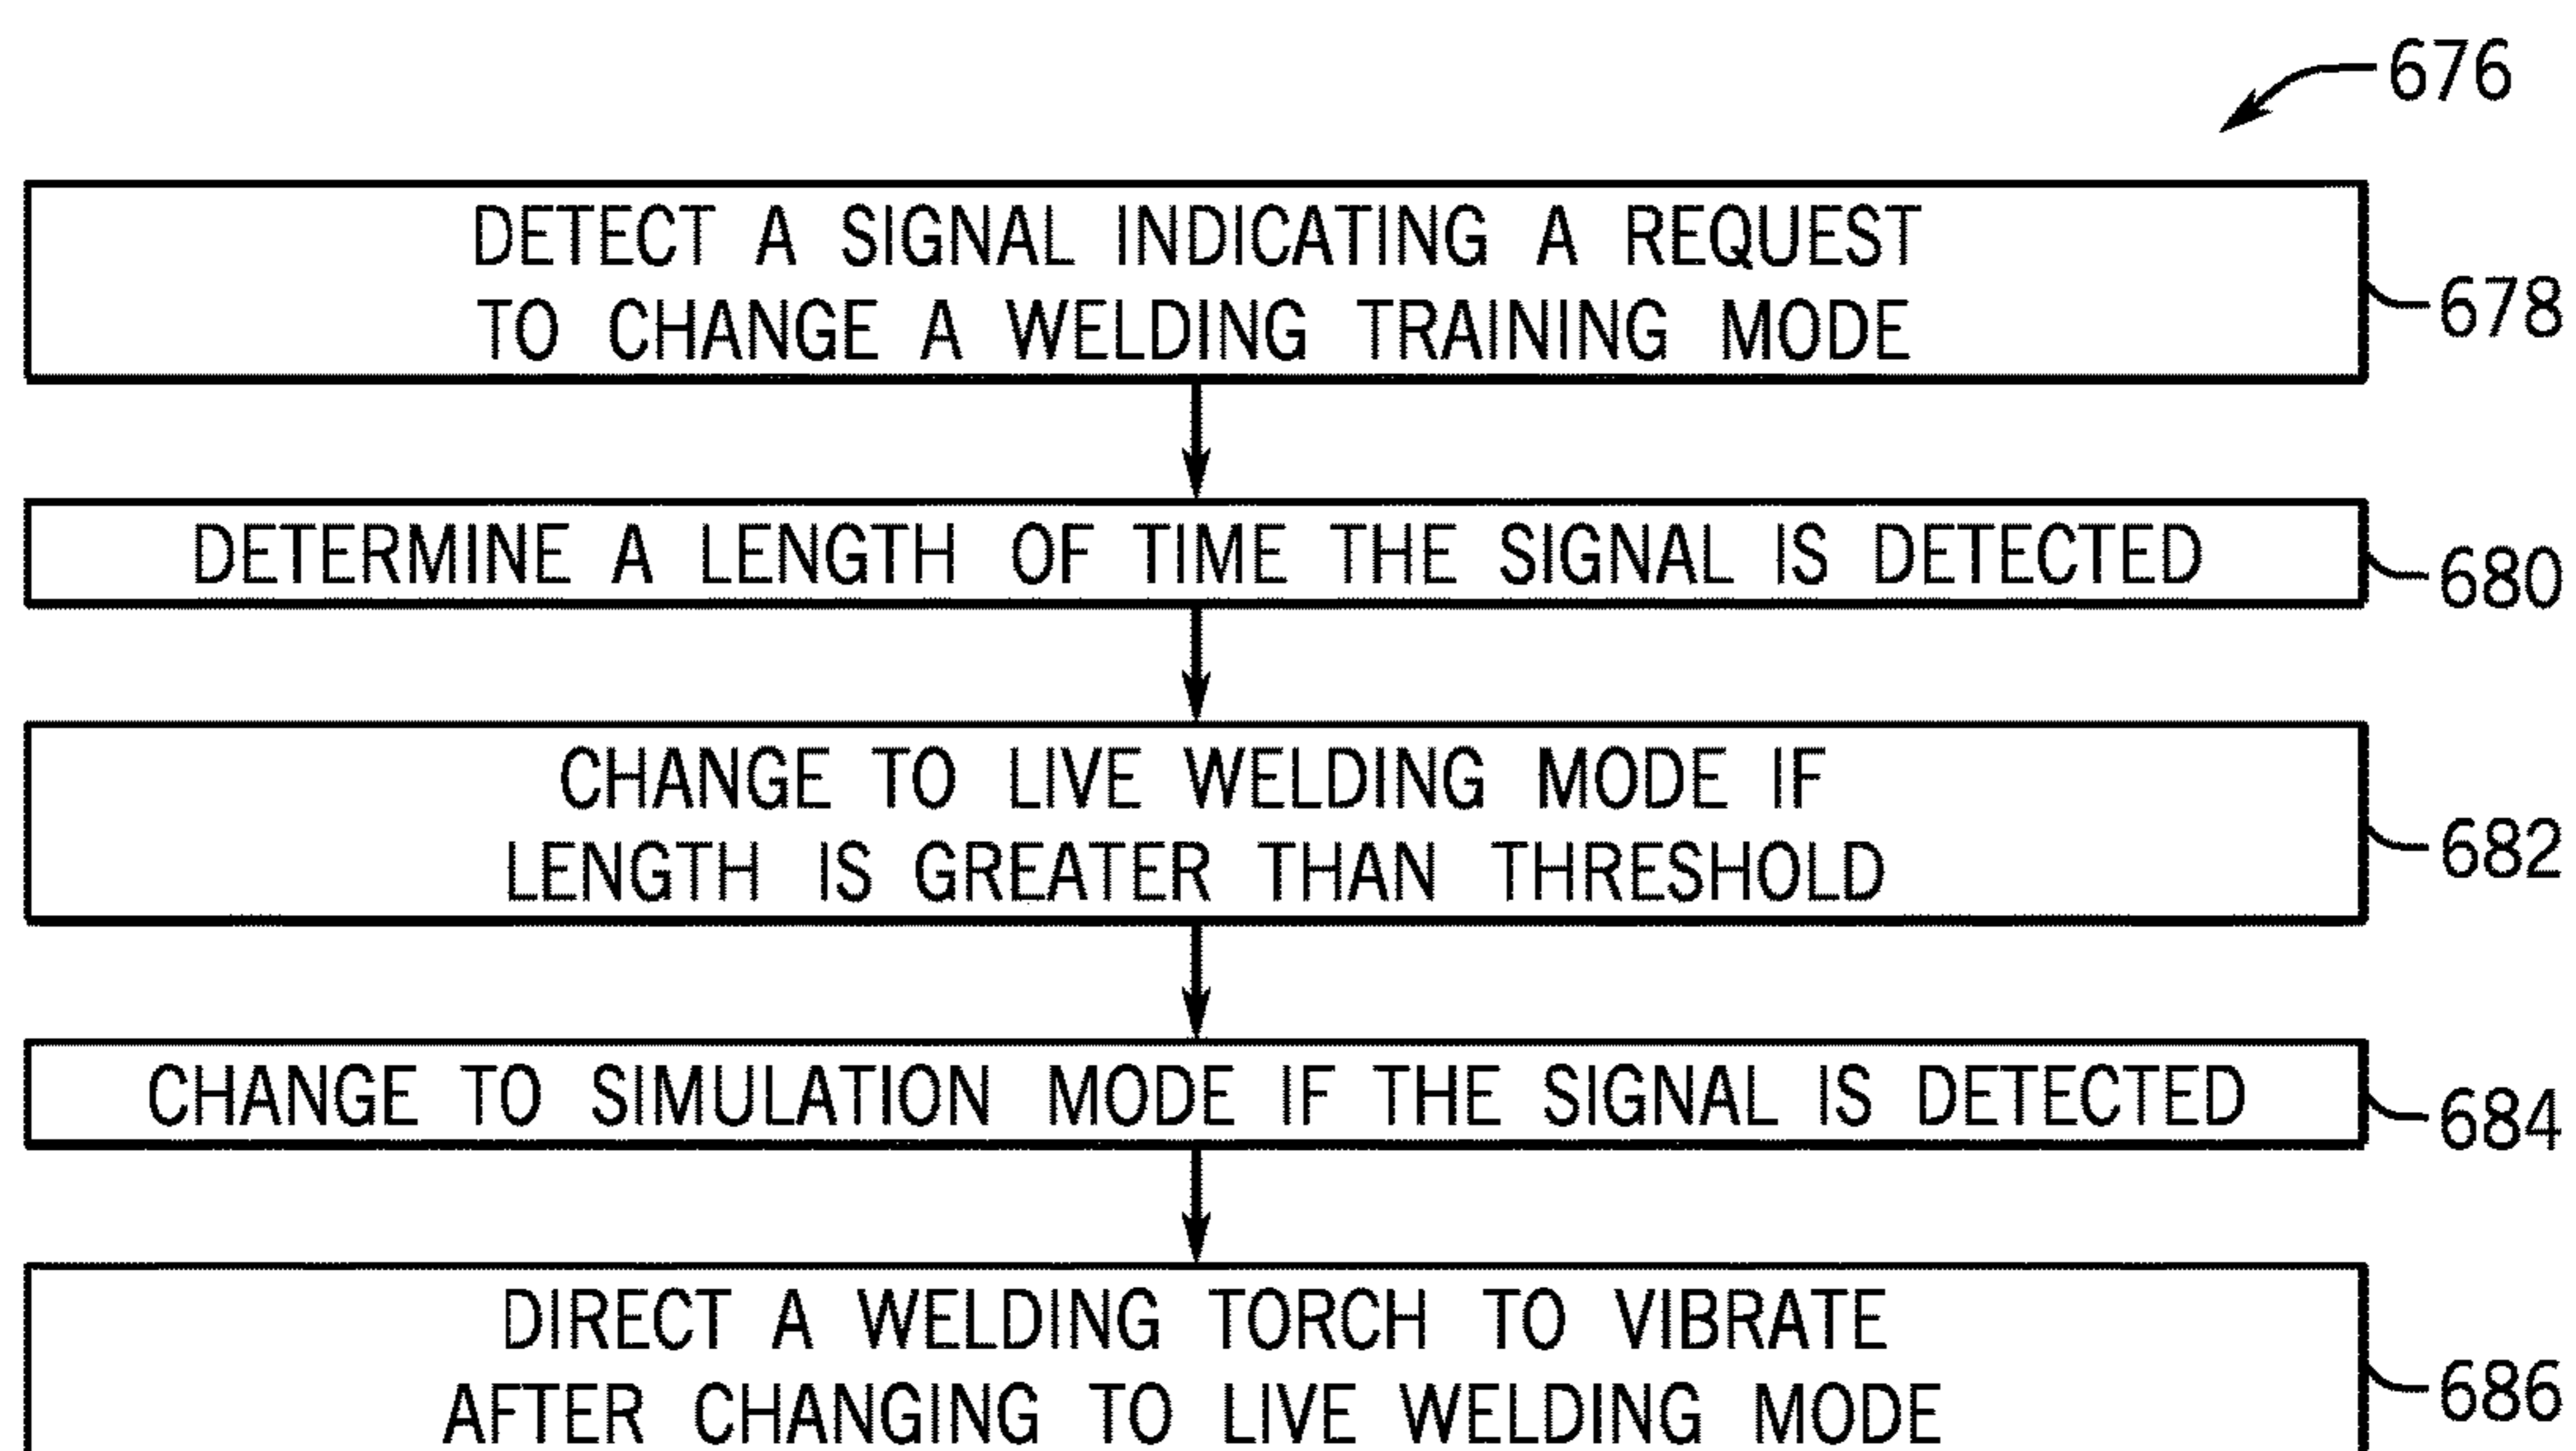 676
DETECT A SIGNAL INDICATING A REQUEST
TO CHANGE A WELDING TRAINING MODE
678
DETERMINE A LENGTH OF TIME THE SIGNAL IS DETECTED
680
CHANGE TO LIVE WELDING MODE IF
LENGTH IS GREATER THAN THRESHOLD
682
CHANGE TO SIMULATION MODE IF THE SIGNAL IS DETECTED
684
DIRECT A WELDING TORCH TO VIBRATE
AFTER CHANGING TO LIVE WELDING MODE
686